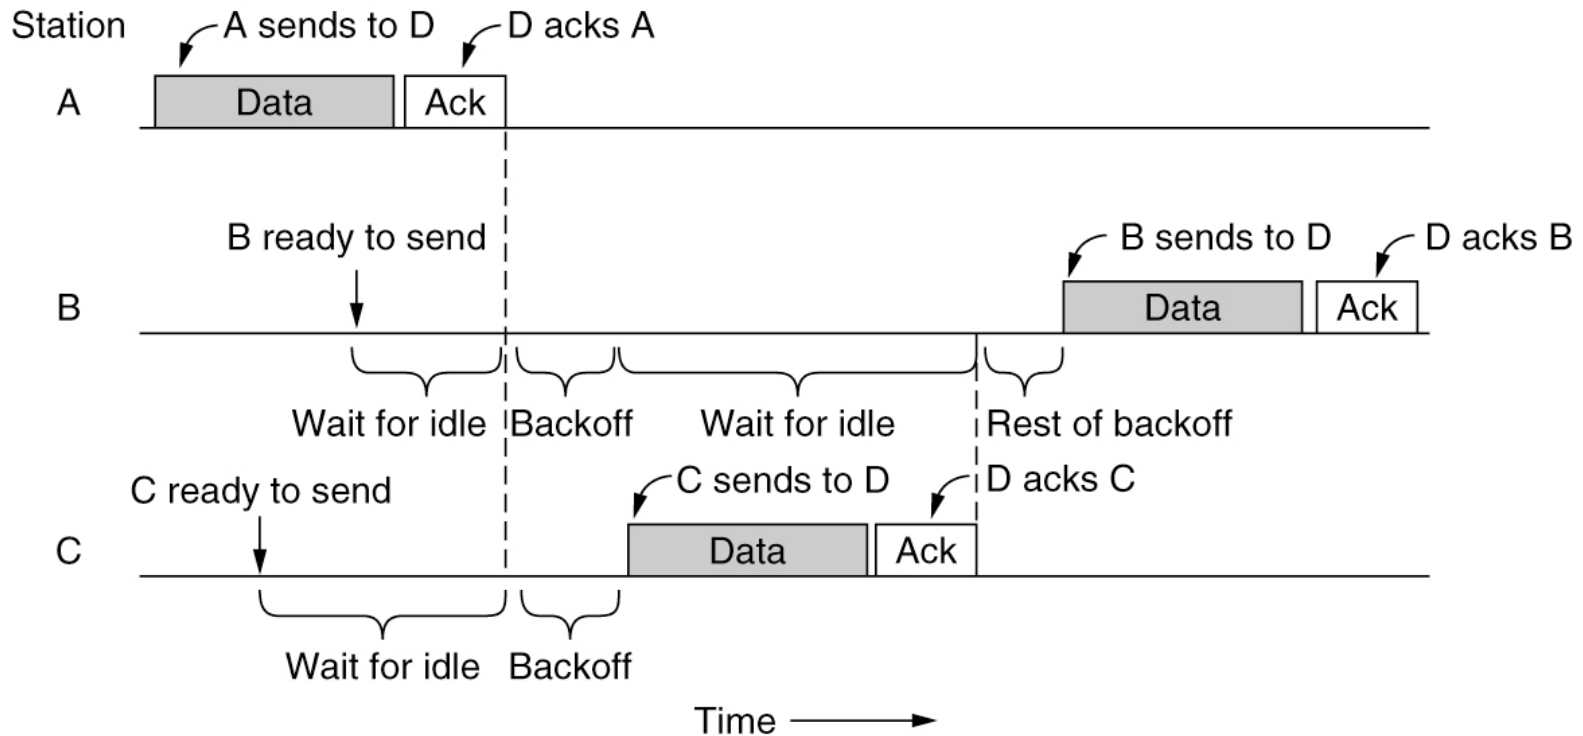 Station
A sends to D
D acks A
A
Data
Ack
B ready to send
B sends to D
D acks B
B
Data
Ack
Wait for idle
Backoff
Wait for idle
Rest of backoff
C ready to send
C sends to D
D acks C
C
Data
Ack
Wait for idle
Backoff
Time